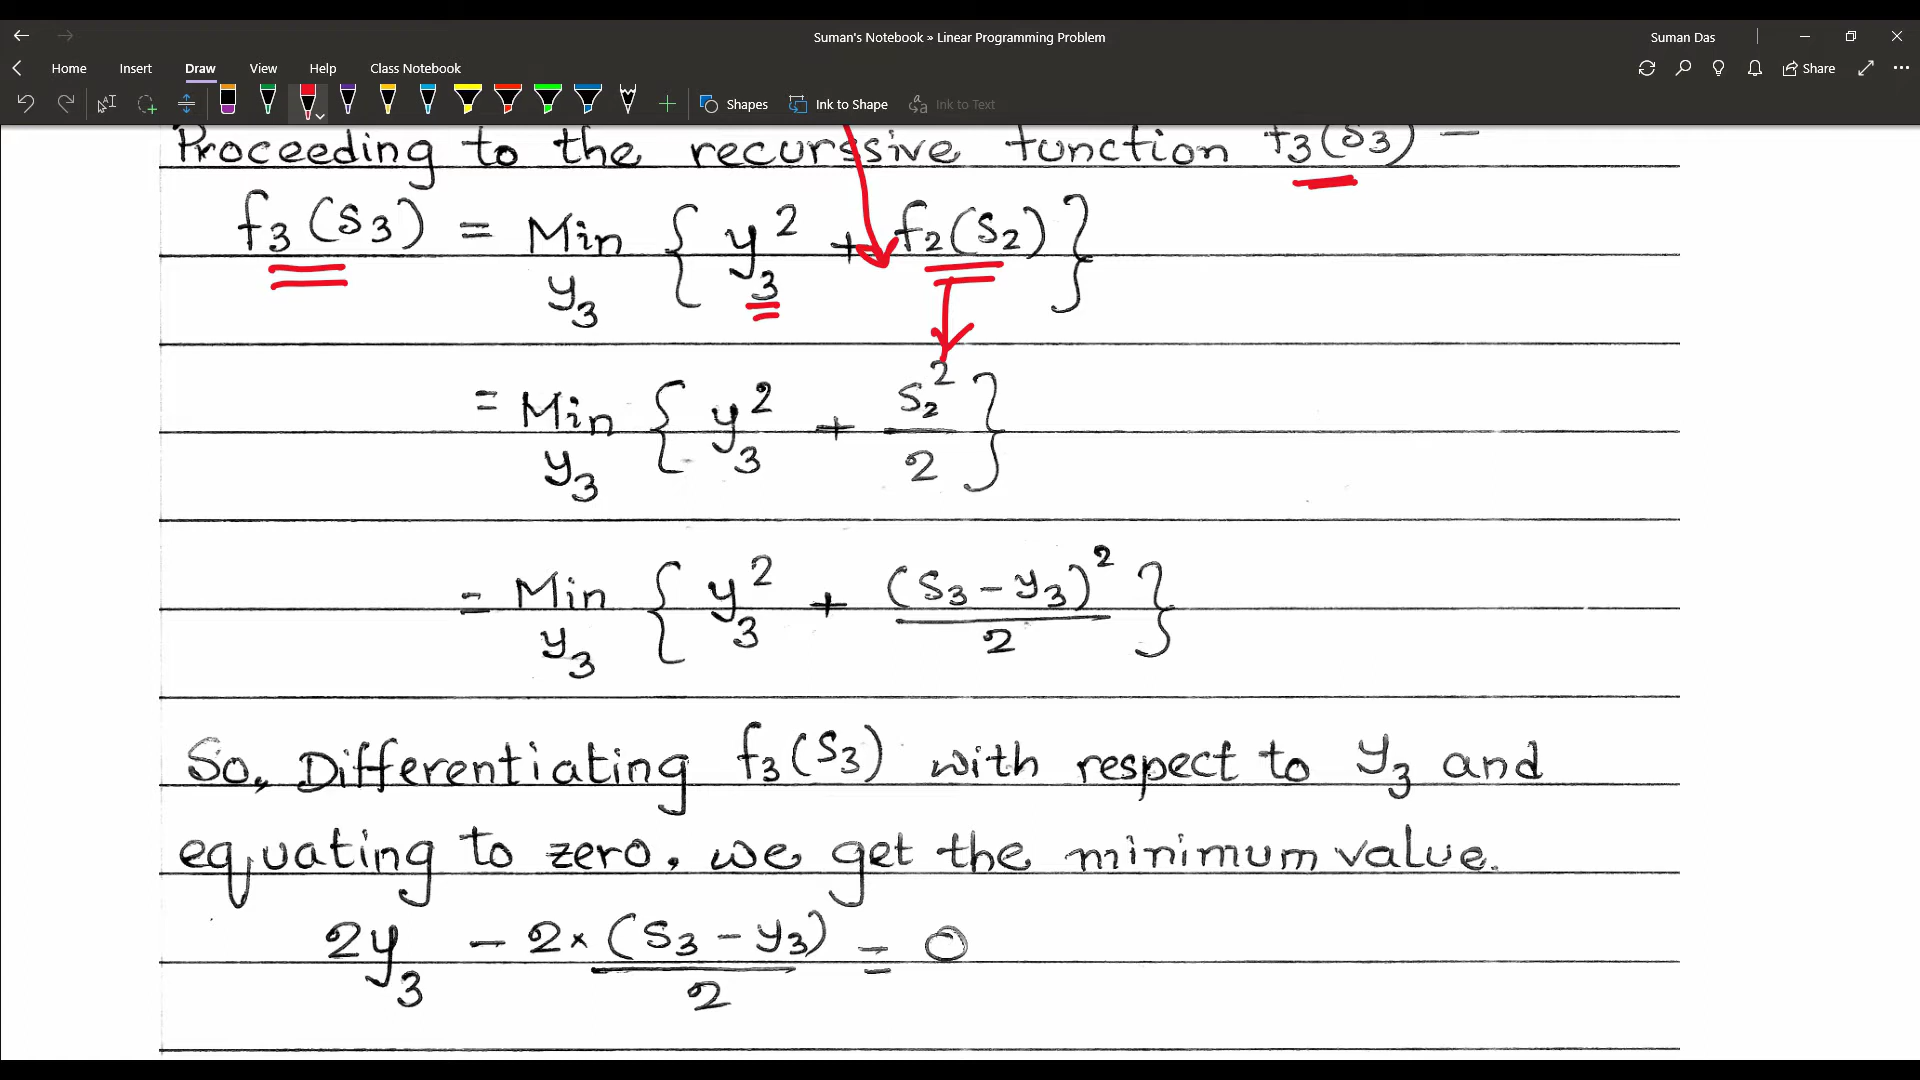 Suman's Notebook » Linear Programming Problem
Suman Das
Home Insert Draw View Help Class Notebook
Share
Shapes Ink to Shape Ink to Text
Proceeding to the recurssive function f₃(S₃) –
f₃(S₃) = Min y₃ { y₃² + f₂(S₂) }
= Min y₃ { y₃² + S₂²/2 }
= Min y₃ { y₃² + (S₃ – y₃)²/2 }
So, Differentiating f₃(S₃) with respect to y₃ and
equating to zero, we get the minimum value.
2y₃ – 2 × (S₃ – y₃)/2 = 0